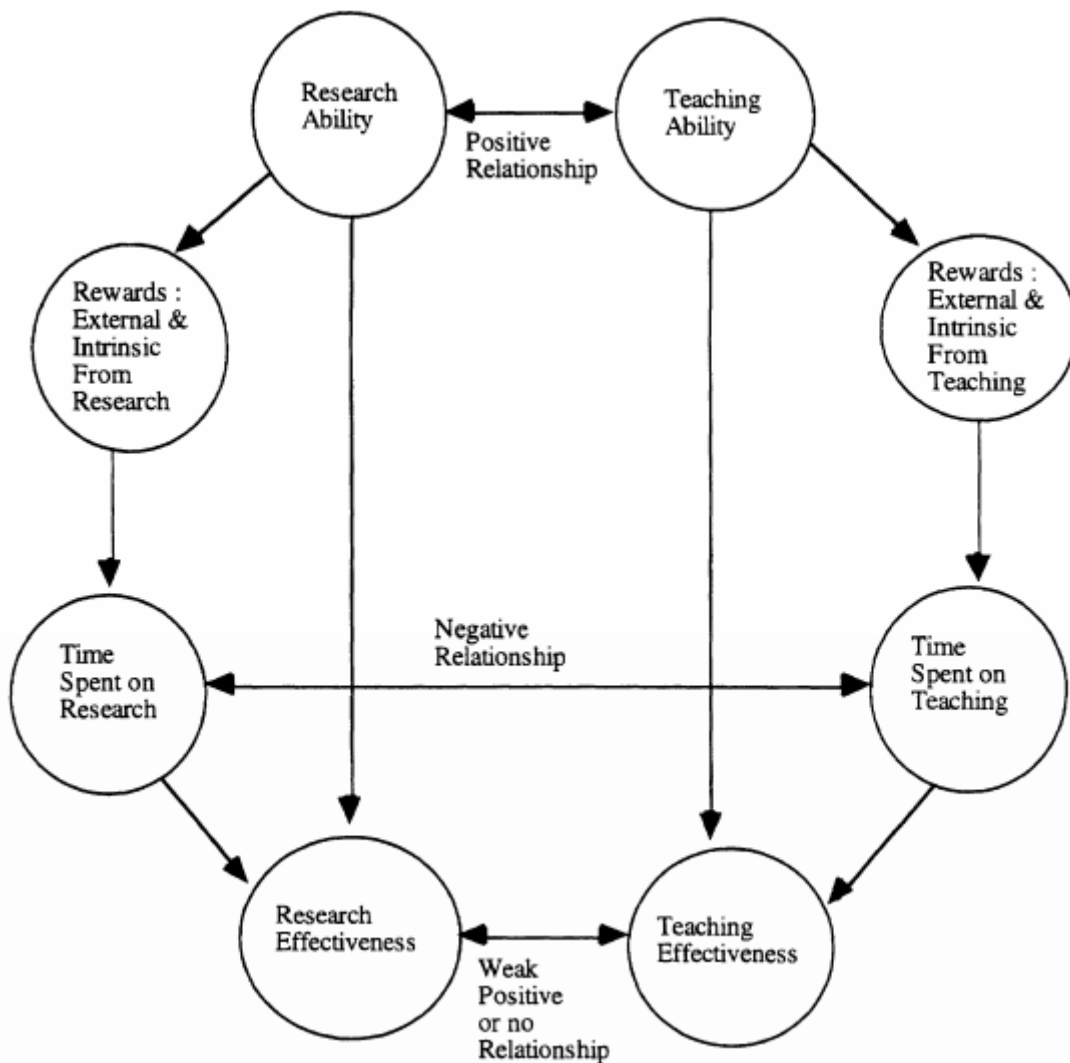 Research
Ability
Teaching
Ability
Positive
Relationship
Rewards :
External &
Intrinsic
From
Research
Rewards :
External &
Intrinsic
From
Teaching
Negative
Relationship
Time
Spent on
Research
Time
Spent on
Teaching
Research
Effectiveness
Teaching
Effectiveness
Weak
Positive
or no
Relationship